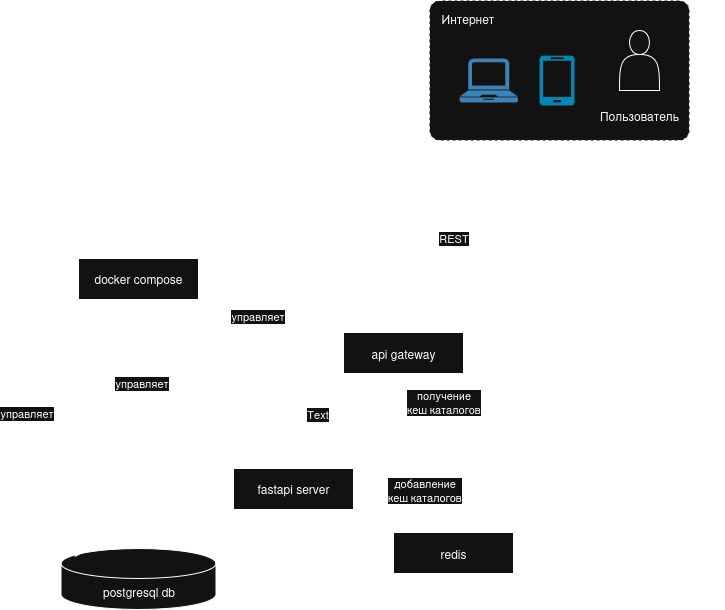 Интернет
Пользователь
REST
docker compose
управляет
api gateway
управляет
получение
кеш каталогов
управляет
Text
fastapi server
добавление
кеш каталогов
redis
postgresql db